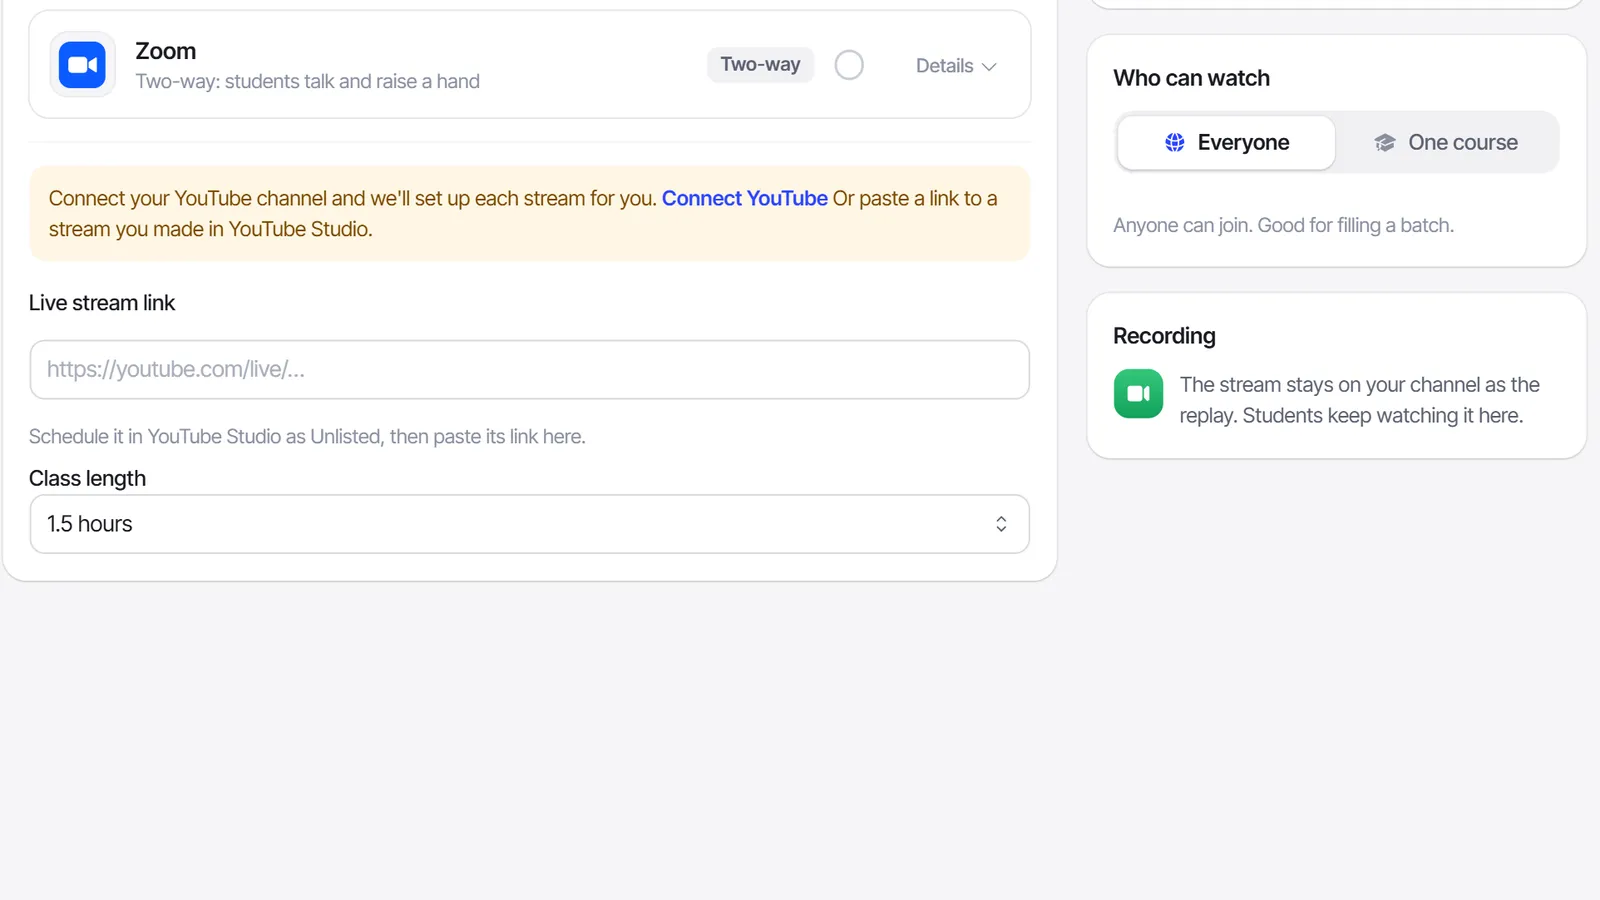 Zoom
Two-way: students talk and raise a hand
Two-way
Details
Connect your YouTube channel and we'll set up each stream for you. Connect YouTube Or paste a link to a
stream you made in YouTube Studio.
Live stream link
https://youtube.com/live/...
Schedule it in YouTube Studio as Unlisted, then paste its link here.
Class length
1.5 hours
Who can watch
Everyone
One course
Anyone can join. Good for filling a batch.
Recording
The stream stays on your channel as the
replay. Students keep watching it here.